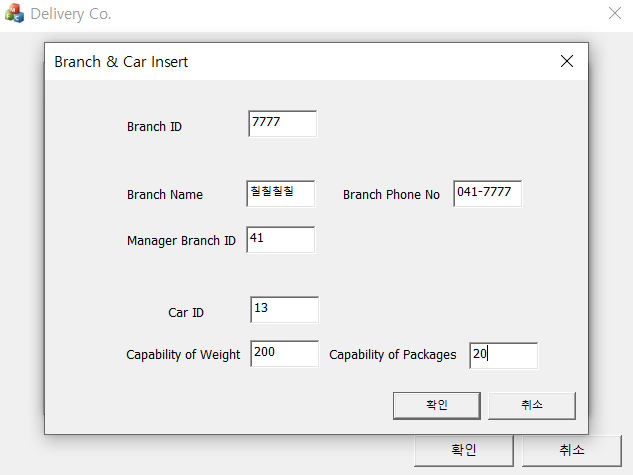 Delivery Co.
Branch & Car Insert
Branch ID 7777
Branch Name 칠칠칠칠 Branch Phone No 041-7777
Manager Branch ID 41
Car ID 13
Capability of Weight 200 Capability of Packages 20
확인 취소
확인 취소